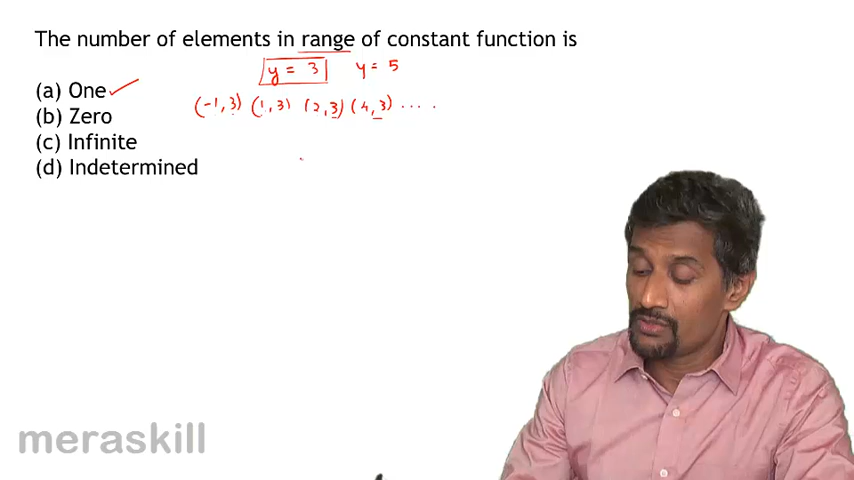 The number of elements in range of constant function is
y = 3 y = 5
(a) One ✓
(-1, 3) (1, 3) (2, 3) (4, 3) ....
(b) Zero
(c) Infinite
(d) Indetermined
meraskill